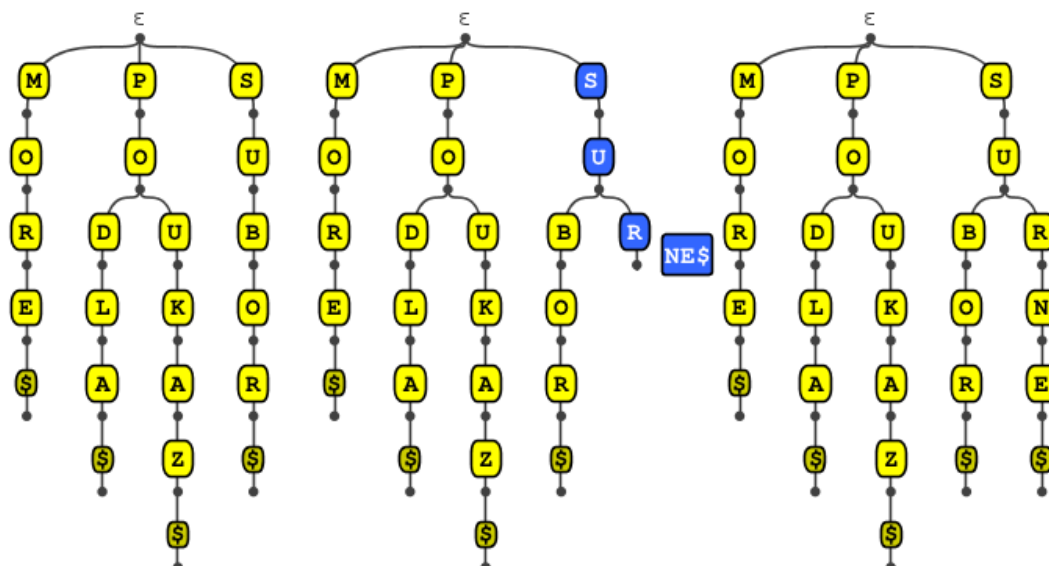 ε ε ε
M P S M P S M P S
O O U O O U O O U
R D U B R D U B R NE$ R D U B R
E L K O E L K O E L K O N
$ A A R $ A A R $ A A R E
$ Z $ $ Z $ $ Z $ $
$ $ $